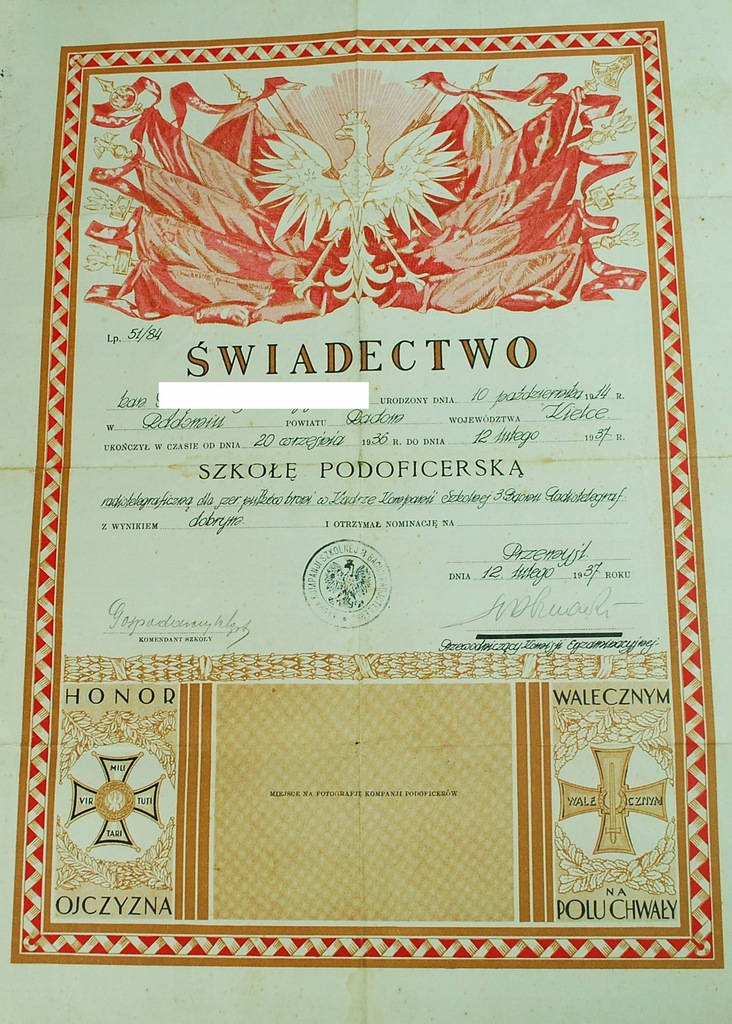 Lp. 51/84
ŚWIADECTWO
URODZONY DNIA 10 października 1914 R.
W Radomiu POWIATU Radom WOJEWÓDZTWA Kielce
UKOŃCZYŁ W CZASIE OD DNIA 20 września 1936 R. DO DNIA 12 lutego 1937 R.
SZKOŁĘ PODOFICERSKĄ
radiotelegraficzną dla szer. w Kadrze Kompanii Szkolnej 3 Baonu Radiotelegraf.
Z WYNIKIEM dobrym I OTRZYMAŁ NOMINACJĘ NA
Przemyśl.
DNIA 12 lutego 1937 ROKU
KOMENDANT SZKOŁY
Przewodniczący Komisji Egzaminacyjnej.
HONOR
WALECZNYM
MIEJSCE NA FOTOGRAFJĘ KOMPANJI PODOFICERÓW
MILI
VIR TUTI
TARI
WALE CZNYM
OJCZYZNA
NA
POLU CHWAŁY